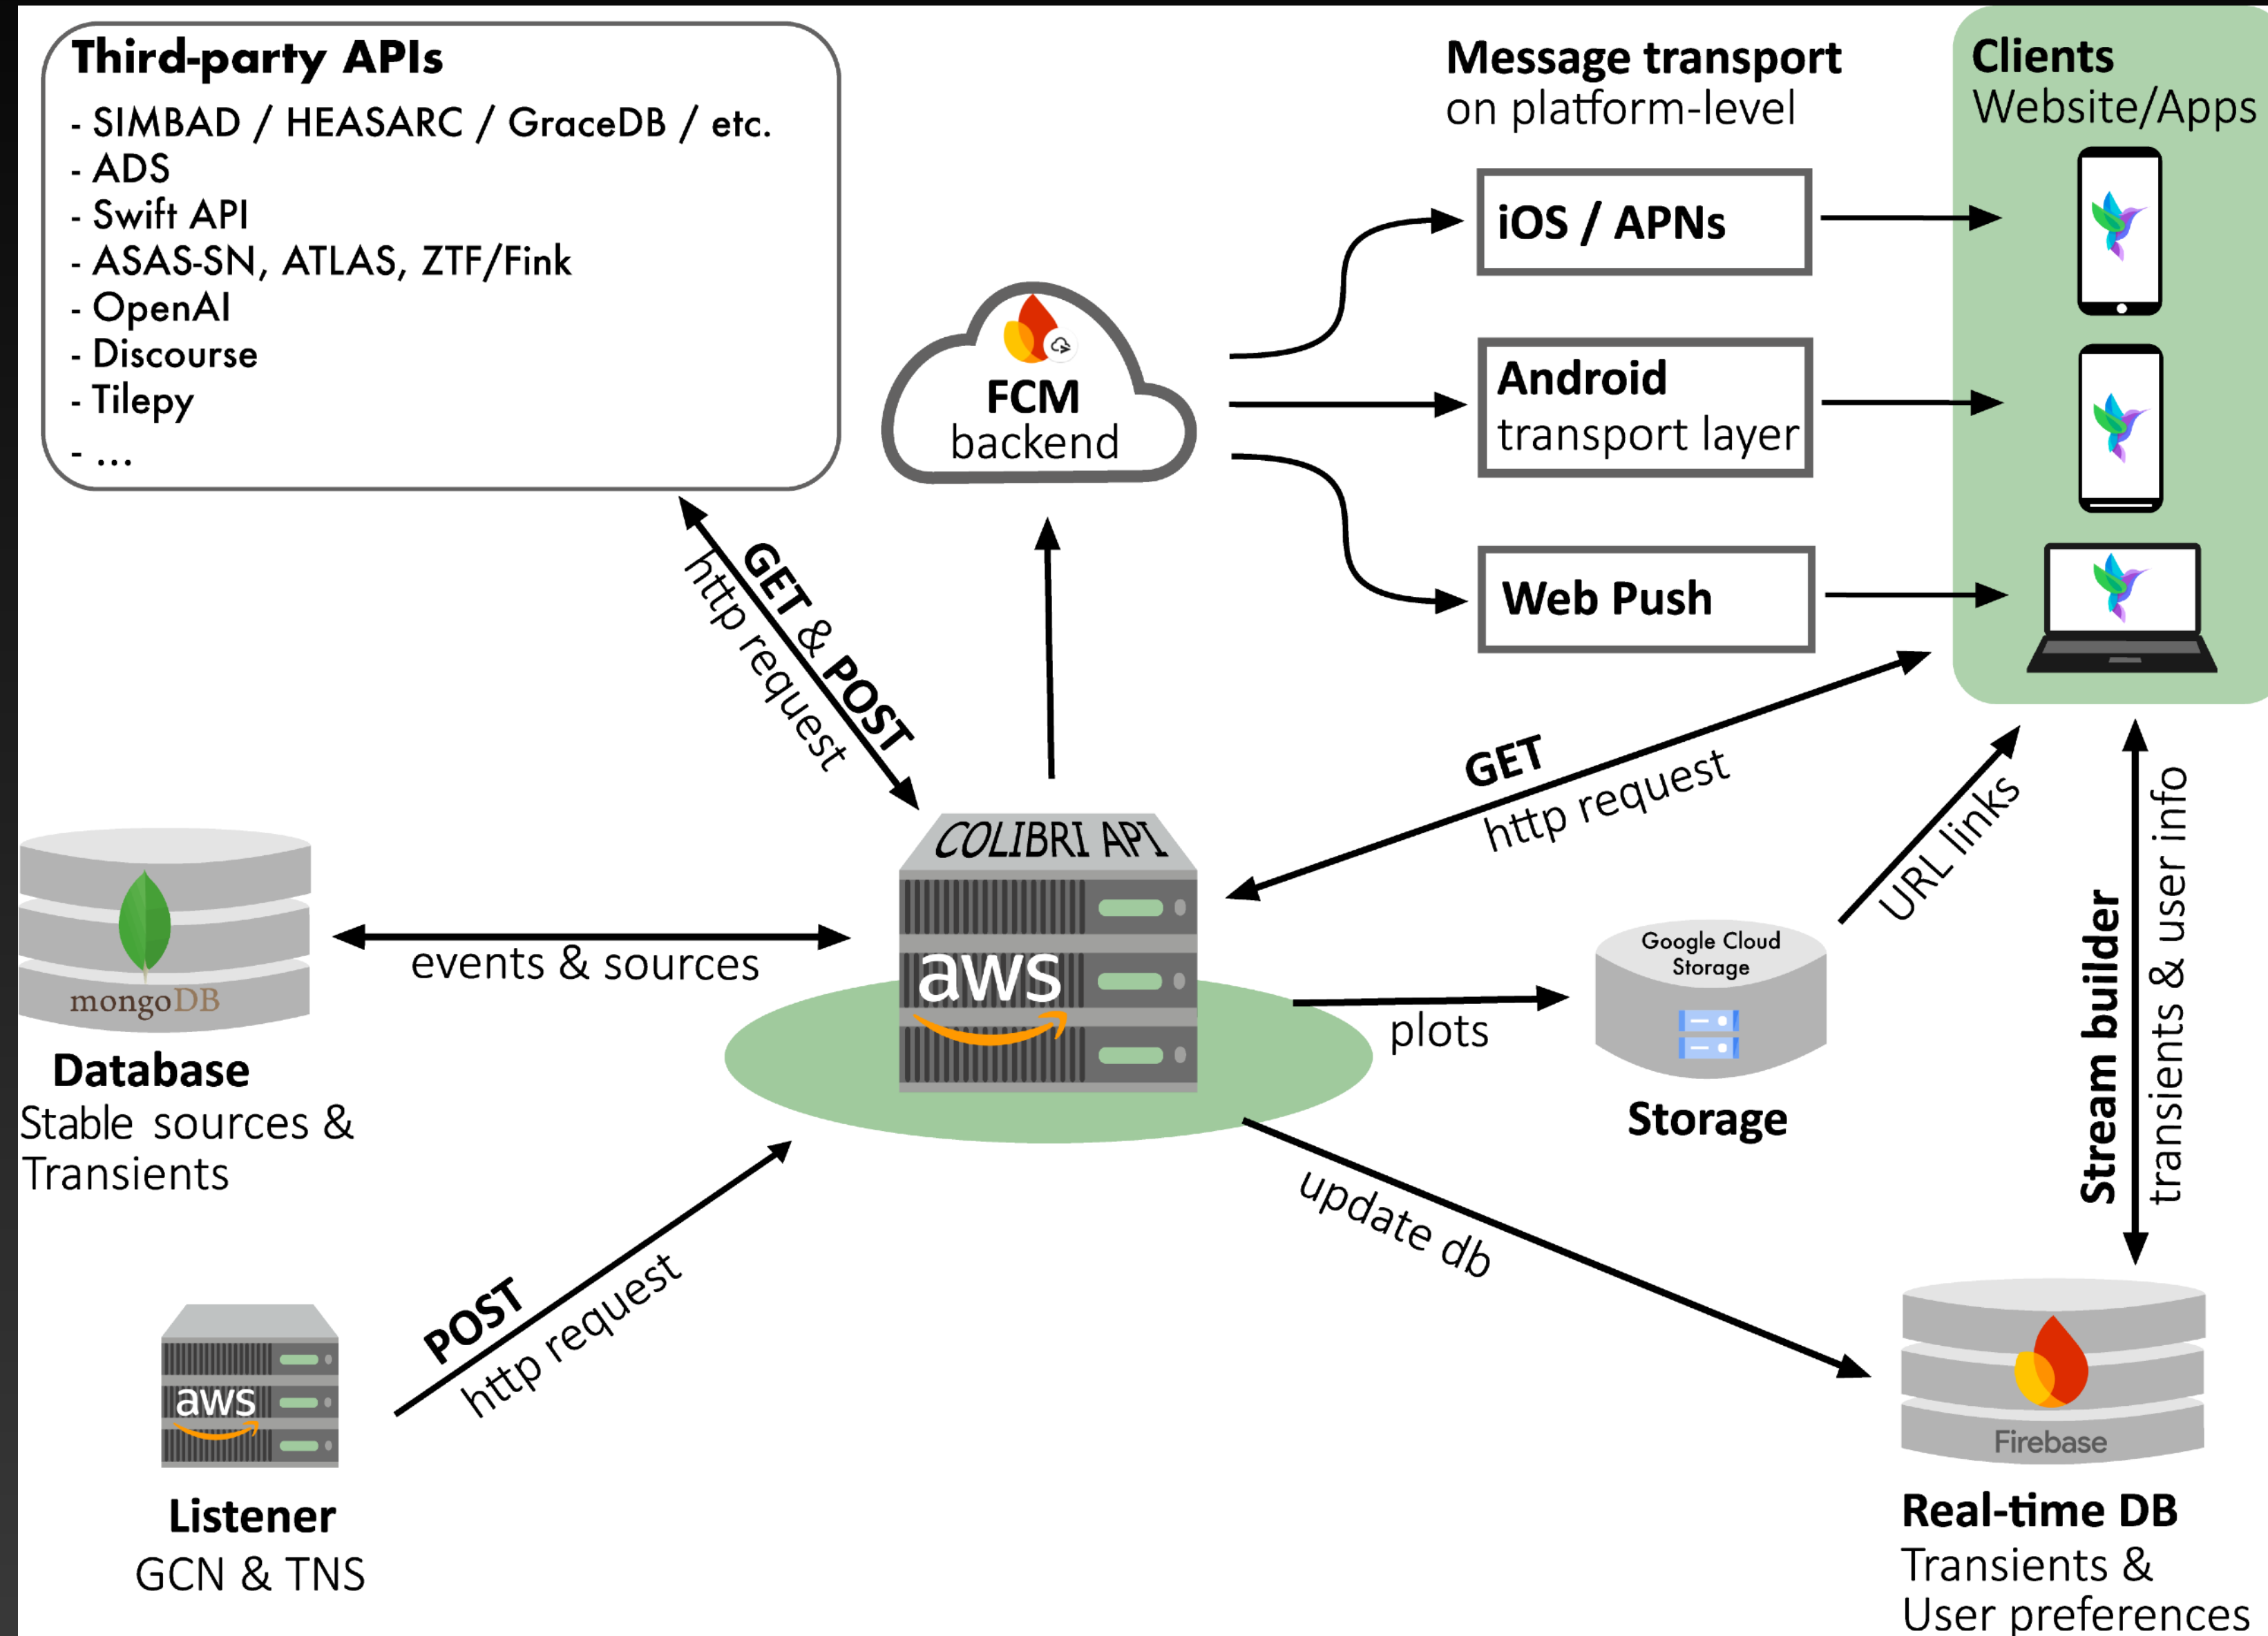 Third-party APIs
- SIMBAD / HEASARC / GraceDB / etc.
- ADS
- Swift API
- ASAS-SN, ATLAS, ZTF/Fink
- OpenAI
- Discourse
- Tilepy
- ...
Message transport
on platform-level
Clients
Website/Apps
iOS / APNs
Android
transport layer
Web Push
FCM
backend
GET & POST
http request
GET
http request
URL links
Stream builder
transients & user info
COLIBRI API
aws
mongoDB
Database
Stable sources &
Transients
events & sources
plots
Google Cloud
Storage
Storage
update db
POST
http request
aws
Listener
GCN & TNS
Firebase
Real-time DB
Transients &
User preferences